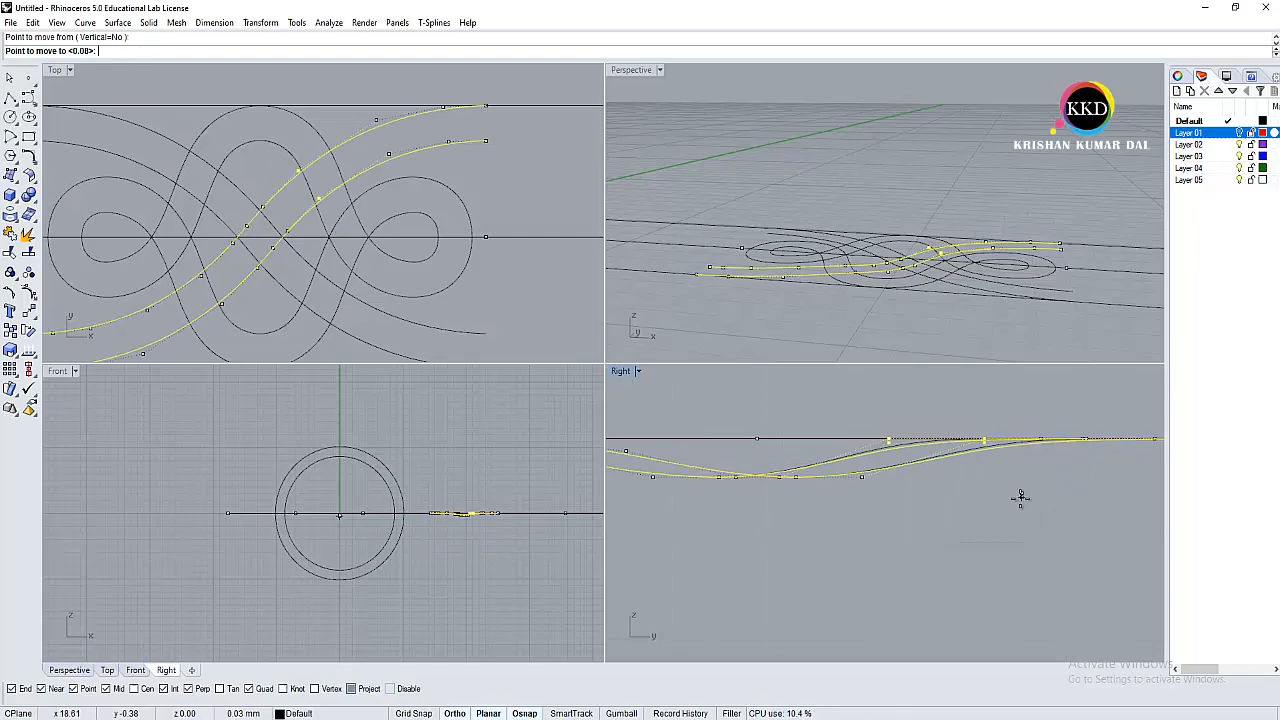 Untitled - Rhinoceros 5.0 Educational Lab License
File Edit View Curve Surface Solid Mesh Dimension Transform Tools Analyze Render Panels T-Splines Help
Point to move from ( Vertical=No ):
Point to move to <0.08>:
Top
Perspective
KKD
KRISHAN KUMAR DAL
Name
Default
Layer 01
Layer 02
Layer 03
Layer 04
Layer 05
y
x
z
y
x
Front
Right
z
x
z
y
Perspective Top Front Right
Activate Windows
Go to Settings to activate Windows.
End Near Point Mid Cen Int Perp Tan Quad Knot Vertex Project Disable
CPlane x 18.61 y -0.38 z 0.00 0.03 mm Default Grid Snap Ortho Planar Osnap SmartTrack Gumball Record History Filter CPU use: 10.4 %